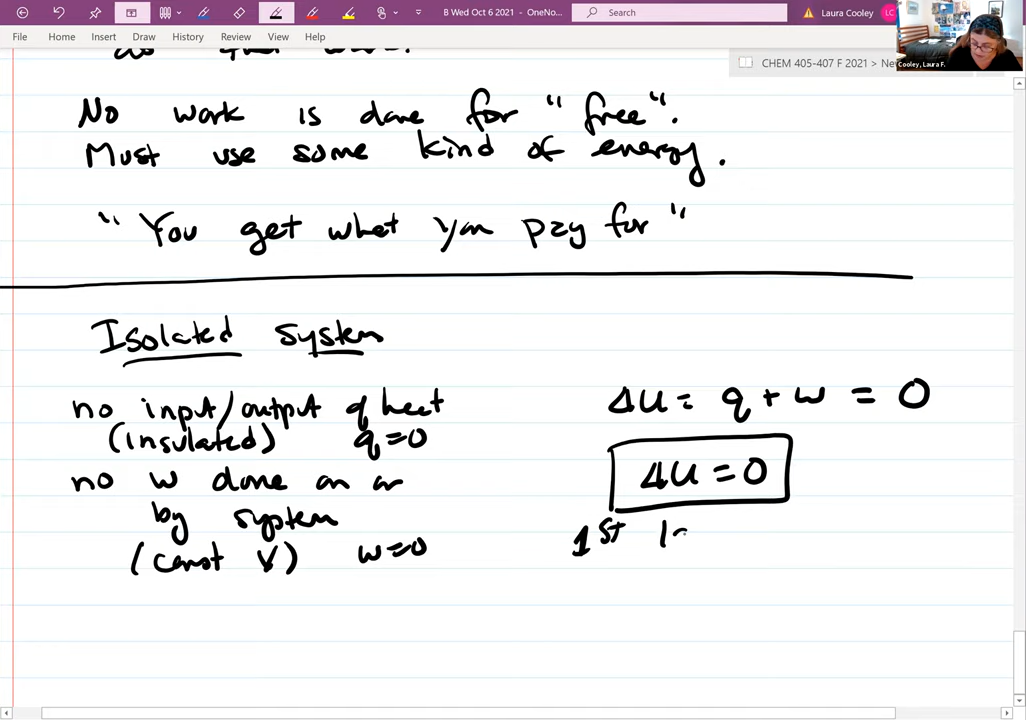 B Wed Oct 6 2021 - OneNo...
Search
Laura Cooley
LC
File Home Insert Draw History Review View Help
CHEM 405-407 F 2021 > Ne
Cooley, Laura F.
No work is done for "free".
Must use some kind of energy.
"You get what you pay for"
Isolated system
no input/output of heat
(insulated) q=0
no w done on or
by system
(const V) w=0
ΔU = q + w = 0
ΔU = 0
1st